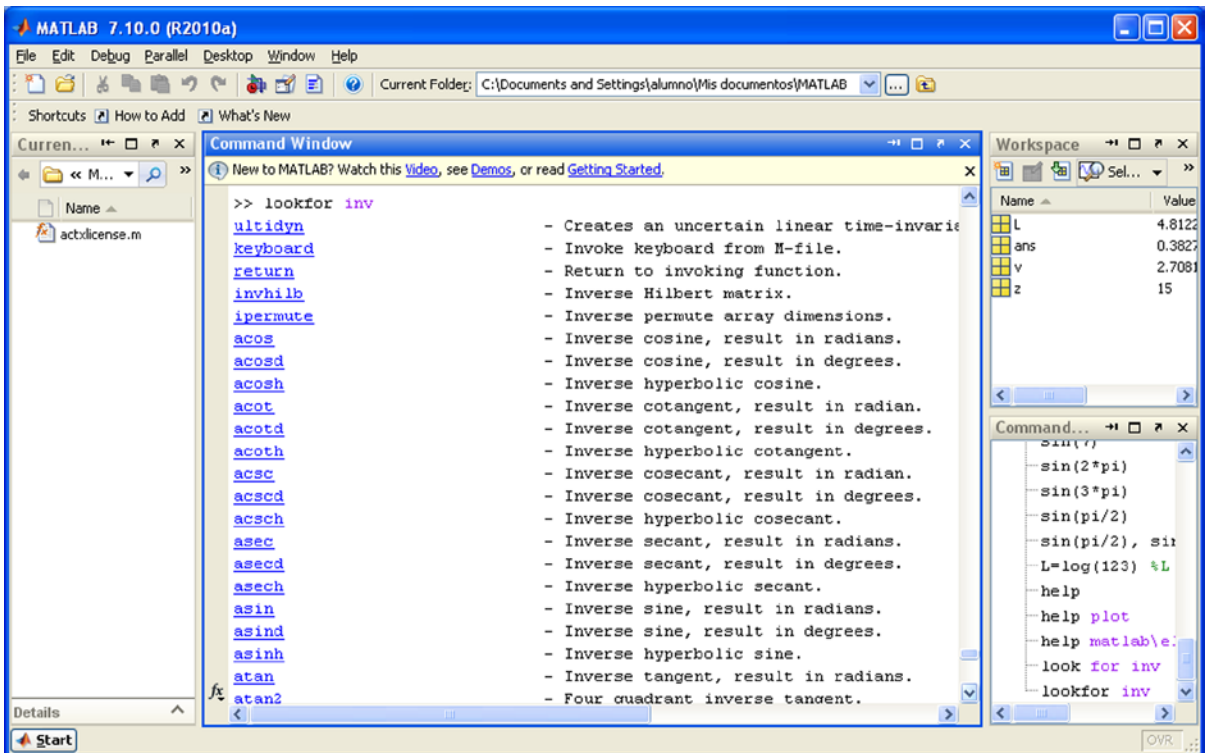 MATLAB 7.10.0 (R2010a)
File Edit Debug Parallel Desktop Window Help
Current Folder: C:\Documents and Settings\alumno\Mis documentos\MATLAB
Shortcuts How to Add What's New
Curren...
« M...
Name
actxlicense.m
Details
Command Window
New to MATLAB? Watch this Video, see Demos, or read Getting Started.
>> lookfor inv
ultidyn - Creates an uncertain linear time-invaria
keyboard - Invoke keyboard from M-file.
return - Return to invoking function.
invhilb - Inverse Hilbert matrix.
ipermute - Inverse permute array dimensions.
acos - Inverse cosine, result in radians.
acosd - Inverse cosine, result in degrees.
acosh - Inverse hyperbolic cosine.
acot - Inverse cotangent, result in radian.
acotd - Inverse cotangent, result in degrees.
acoth - Inverse hyperbolic cotangent.
acsc - Inverse cosecant, result in radian.
acscd - Inverse cosecant, result in degrees.
acsch - Inverse hyperbolic cosecant.
asec - Inverse secant, result in radians.
asecd - Inverse secant, result in degrees.
asech - Inverse hyperbolic secant.
asin - Inverse sine, result in radians.
asind - Inverse sine, result in degrees.
asinh - Inverse hyperbolic sine.
atan - Inverse tangent, result in radians.
fx atan2 - Four quadrant inverse tangent.
Workspace
Sel...
Name Value
L 4.8122
ans 0.3827
v 2.7081
z 15
Command...
sin(7)
sin(2*pi)
sin(3*pi)
sin(pi/2)
sin(pi/2), sin
L=log(123) %L
help
help plot
help matlab\e
look for inv
lookfor inv
Start
OVR